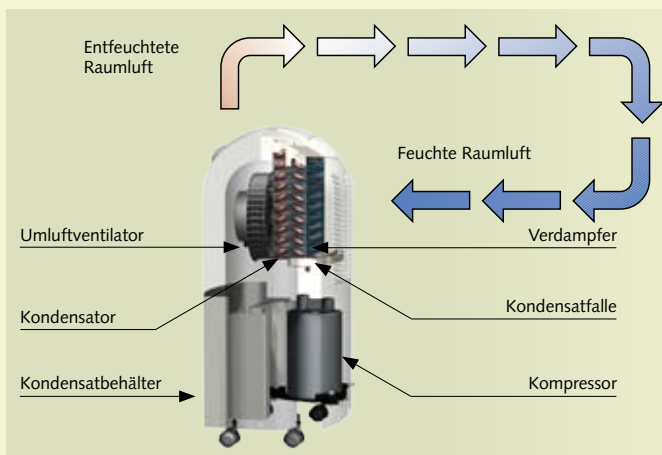 Entfeuchtete
Raumluft
Feuchte Raumluft
Umluftventilator
Verdampfer
Kondensator
Kondensatfalle
Kondensatbehälter
Kompressor